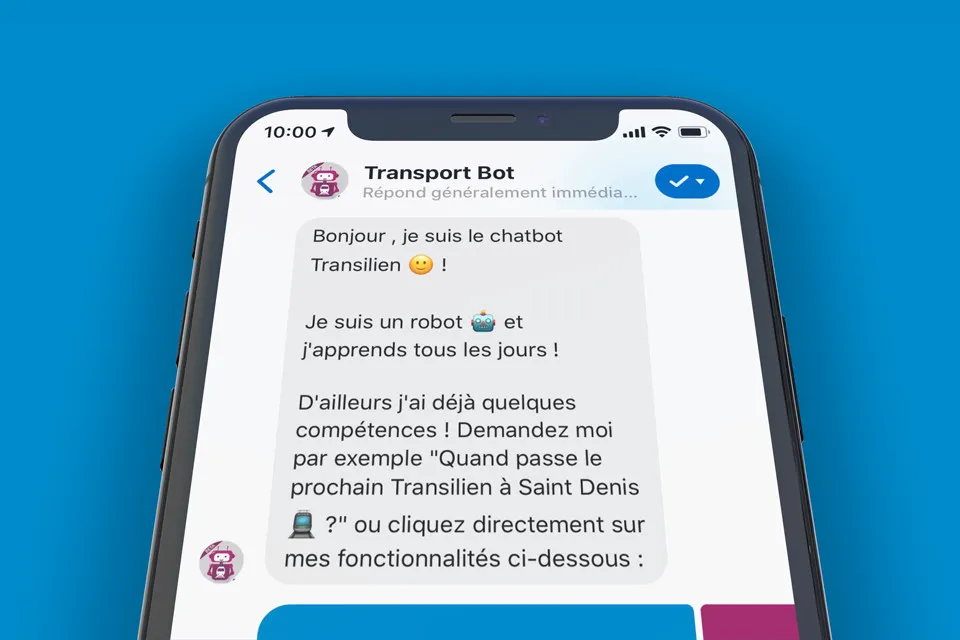 10:00
Transport Bot
Répond généralement immédia...
Bonjour , je suis le chatbot
Transilien 🙂 !
Je suis un robot 🤖 et
j'apprends tous les jours !
D'ailleurs j'ai déjà quelques
compétences ! Demandez moi
par exemple "Quand passe le
prochain Transilien à Saint Denis
🚆 ?" ou cliquez directement sur
mes fonctionnalités ci-dessous :